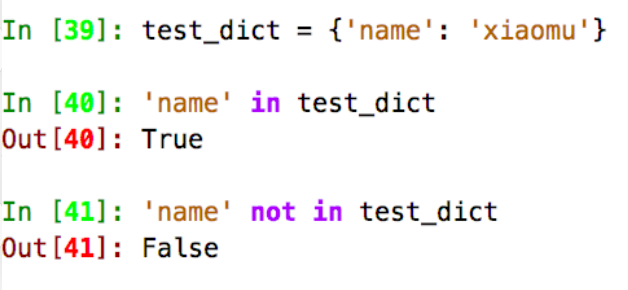 In [39]: test_dict = {'name': 'xiaomu'}
In [40]: 'name' in test_dict
Out[40]: True
In [41]: 'name' not in test_dict
Out[41]: False